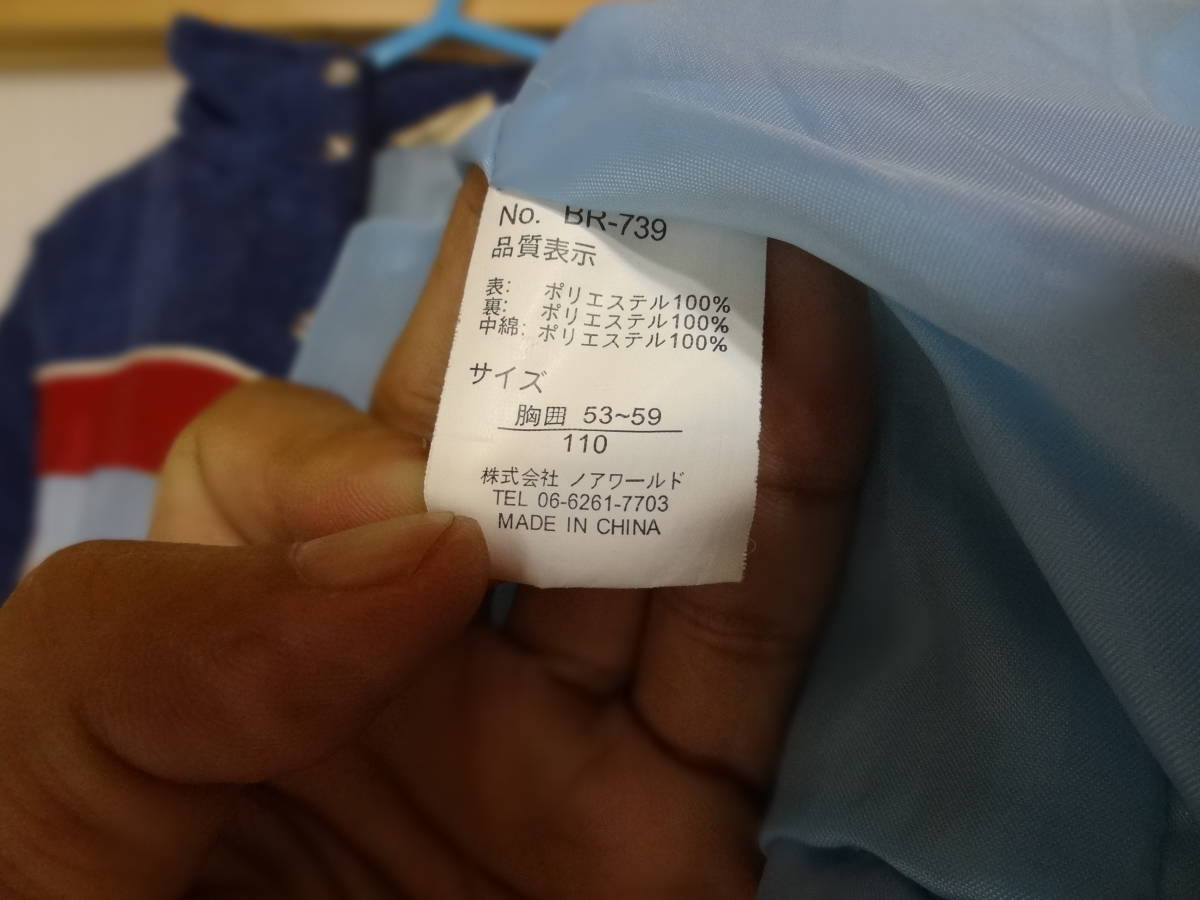 No. BR-739
品質表示
表: ポリエステル100%
裏: ポリエステル100%
中綿: ポリエステル100%
サイズ
胸囲 53~59
110
株式会社 ノアワールド
TEL 06-6261-7703
MADE IN CHINA